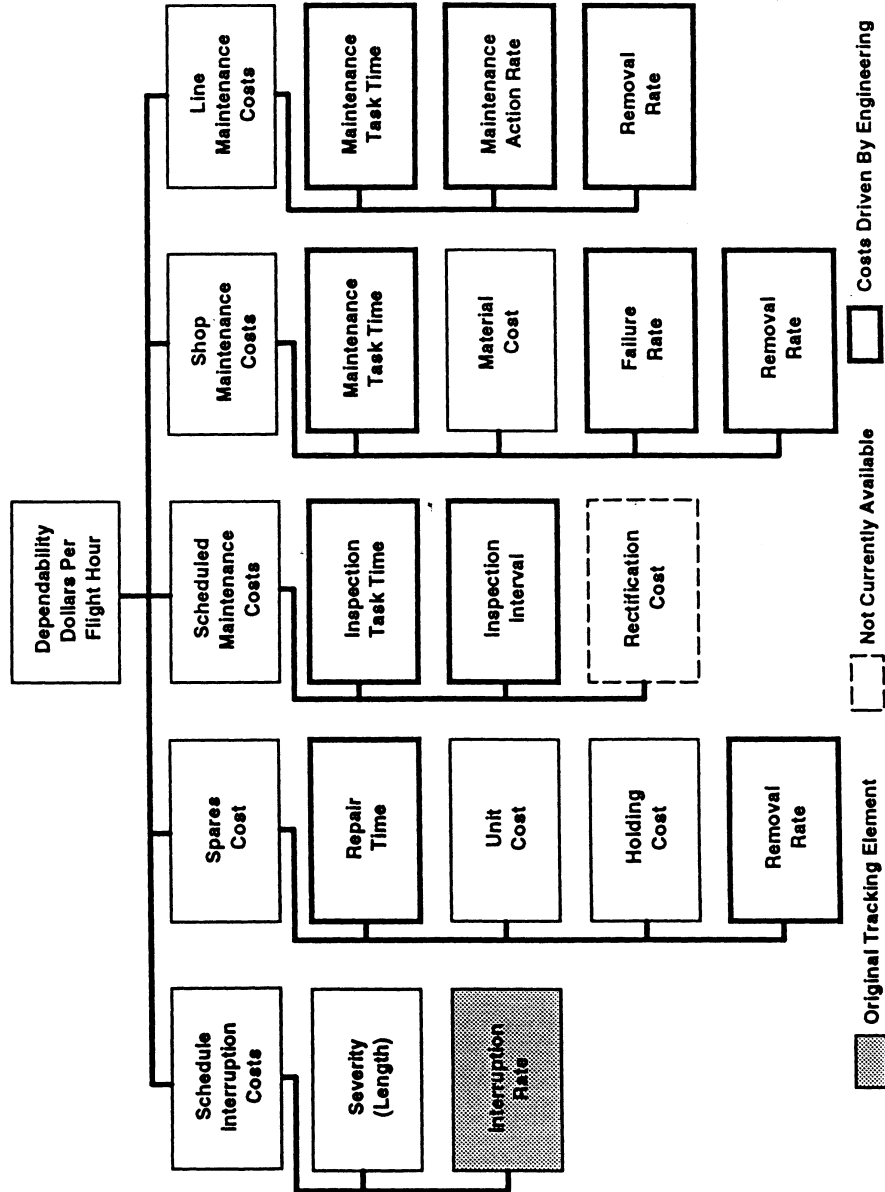 Dependability
Dollars Per
Flight Hour
Schedule
Interruption
Costs
Severity
(Length)
Interruption
Rate
Spares
Cost
Repair
Time
Unit
Cost
Holding
Cost
Removal
Rate
Scheduled
Maintenance
Costs
Inspection
Task Time
Inspection
Interval
Rectification
Cost
Shop
Maintenance
Costs
Maintenance
Task Time
Material
Cost
Failure
Rate
Removal
Rate
Line
Maintenance
Costs
Maintenance
Task Time
Maintenance
Action Rate
Removal
Rate
Original Tracking Element
Not Currently Available
Costs Driven By Engineering